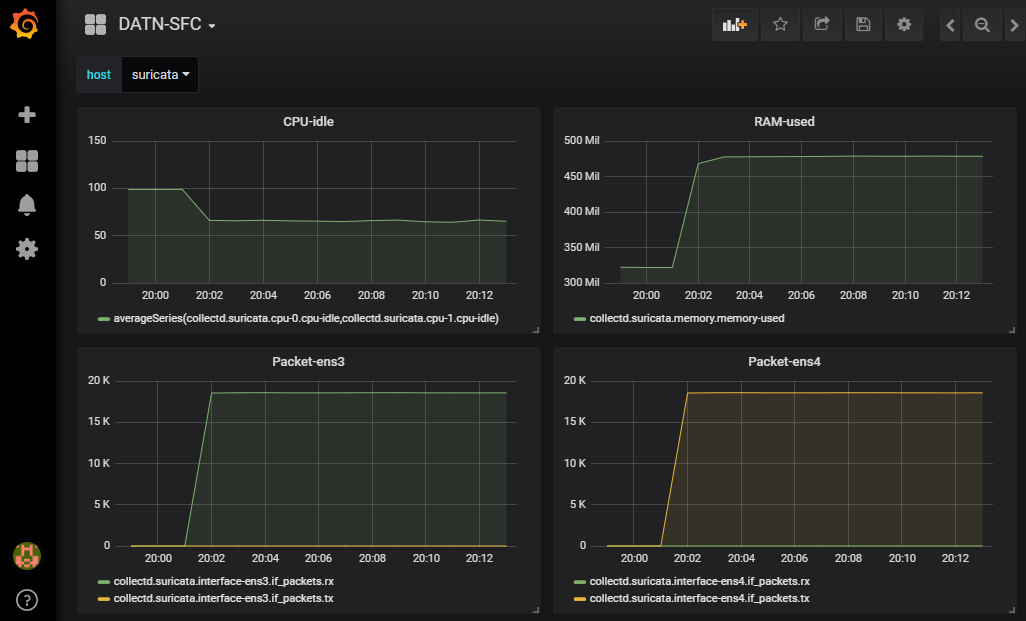 DATN-SFC
host suricata
CPU-idle
150
100
50
0
20:00 20:02 20:04 20:06 20:08 20:10 20:12
averageSeries(collectd.suricata.cpu-0.cpu-idle,collectd.suricata.cpu-1.cpu-idle)
RAM-used
500 Mil
450 Mil
400 Mil
350 Mil
300 Mil
20:00 20:02 20:04 20:06 20:08 20:10 20:12
collectd.suricata.memory.memory-used
Packet-ens3
20 K
15 K
10 K
5 K
0
20:00 20:02 20:04 20:06 20:08 20:10 20:12
collectd.suricata.interface-ens3.if_packets.rx
collectd.suricata.interface-ens3.if_packets.tx
Packet-ens4
20 K
15 K
10 K
5 K
0
20:00 20:02 20:04 20:06 20:08 20:10 20:12
collectd.suricata.interface-ens4.if_packets.rx
collectd.suricata.interface-ens4.if_packets.tx